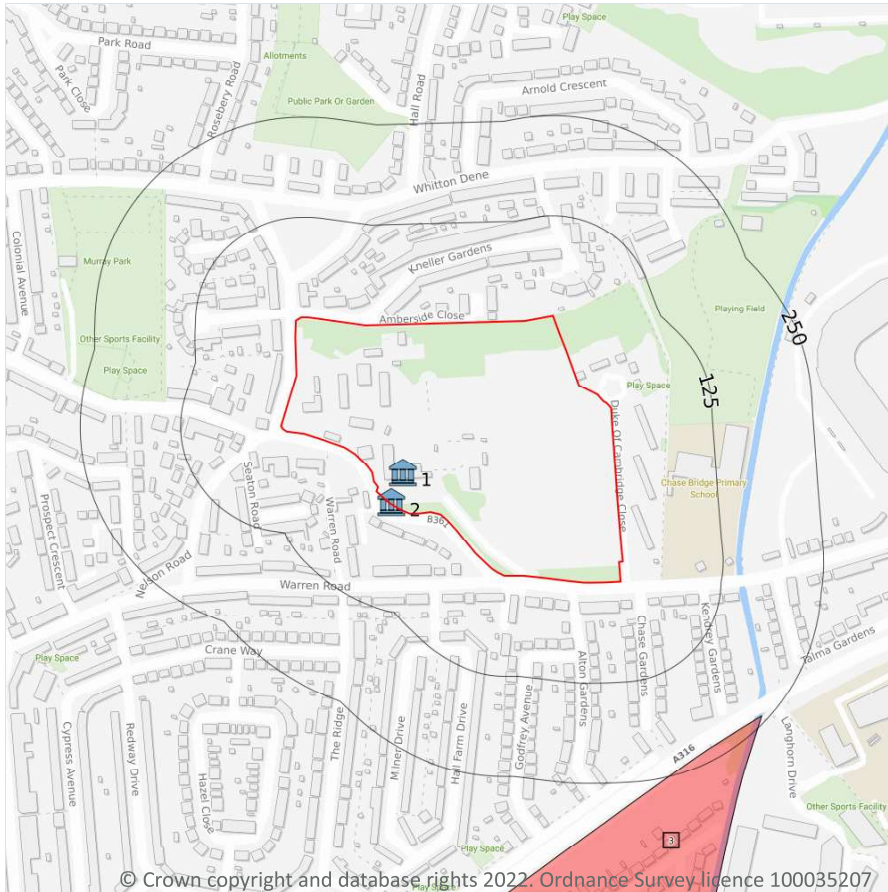 Play Space
Park Road
Park Close
Rosebery Road
Allotments
Hall Road
Public Park Or Garden
Arnold Crescent
Whitton Dene
Colonial Avenue
Murray Park
Kneller Gardens
Playing Field
250
Amberside Close
Other Sports Facility
Play Space
125
Play Space
Duke Of Cambridge Close
Chase Bridge Primary
School
Seaton Road
Prospect Crescent
Warren Road
1
2
B361
Nelson Road
Warren Road
Crane Way
Play Space
Kendrey Gardens
Chase Gardens
Alton Gardens
Talma Gardens
Cypress Avenue
Redway Drive
The Ridge
Milner Drive
Hall Farm Drive
Godfrey Avenue
A316
Langhorn Drive
Hazel Close
Other Sports Facility
3
Play Space
Play Space
© Crown copyright and database rights 2022. Ordnance Survey licence 100035207